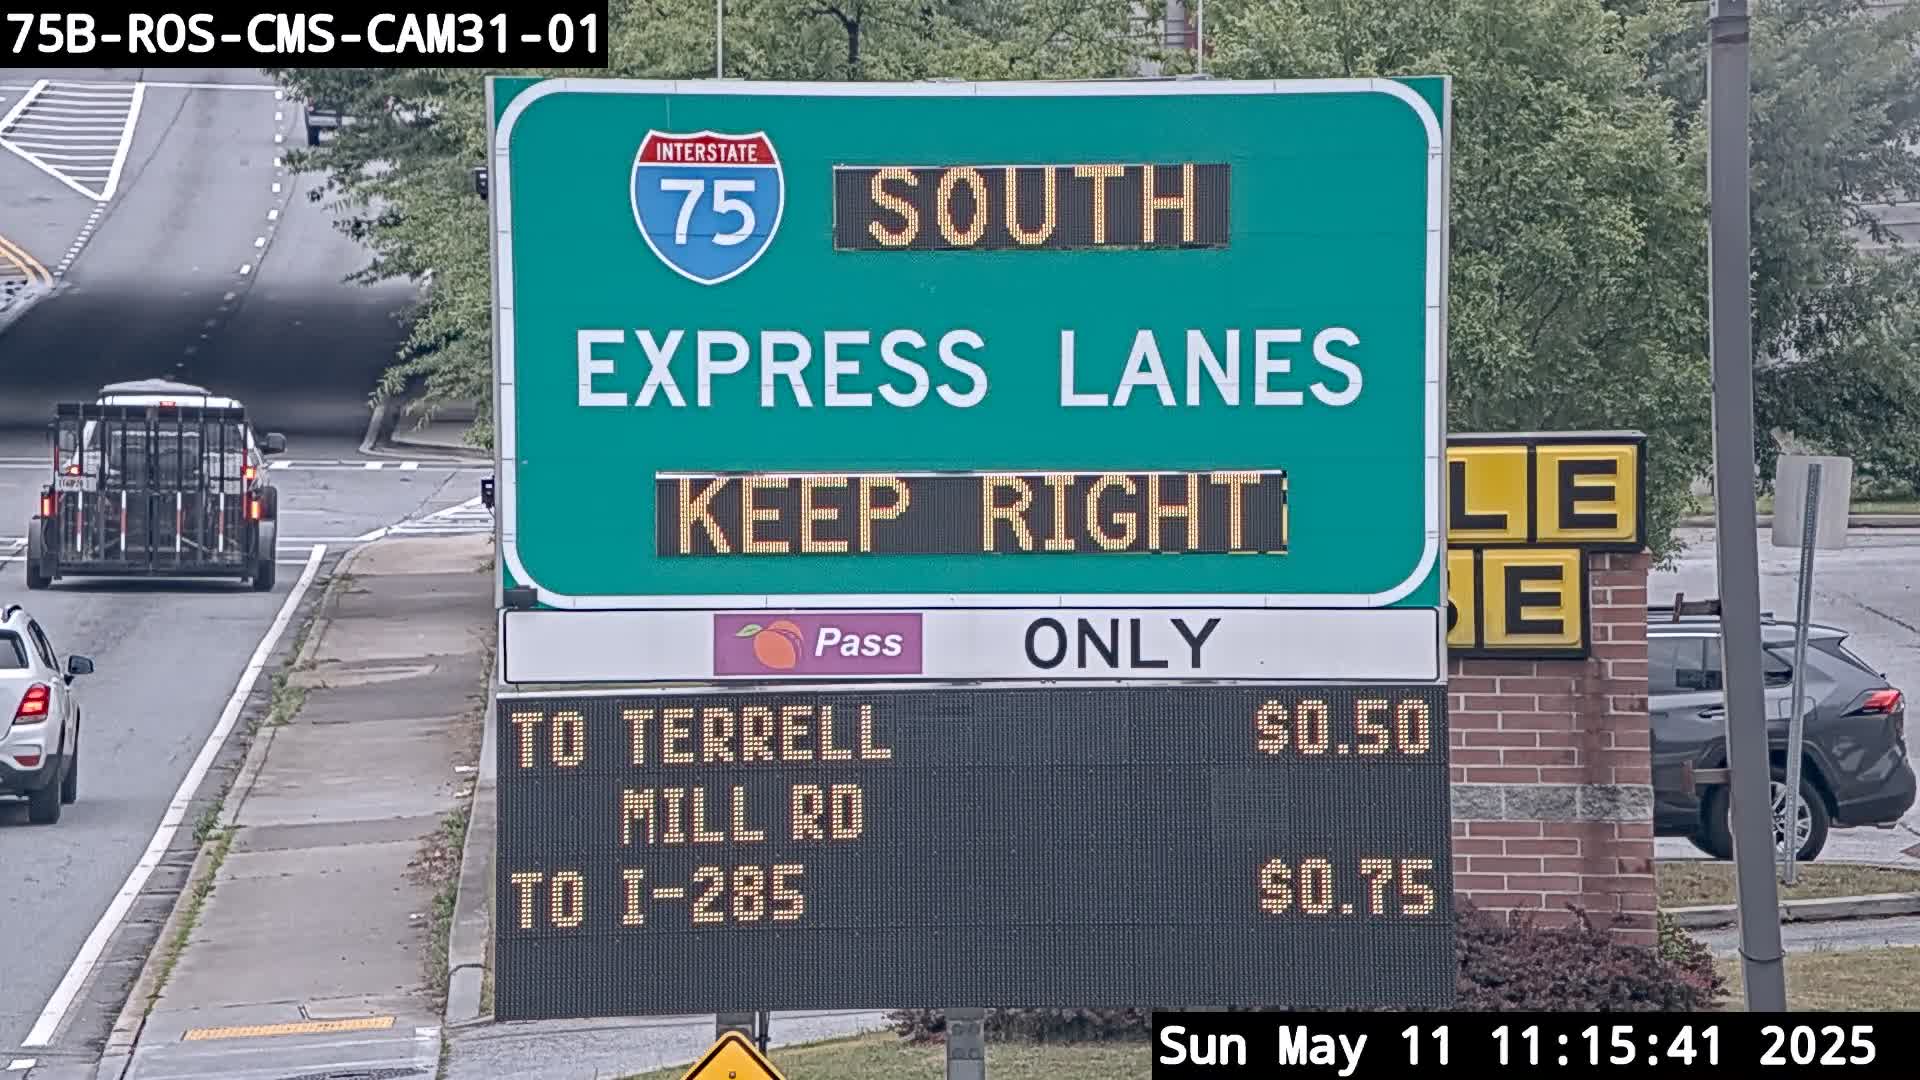 75B-ROS-CMS-CAM31-01
INTERSTATE
75
SOUTH
EXPRESS LANES
KEEP RIGHT
Pass ONLY
TO TERRELL $0.50
MILL RD
TO I-285 $0.75
LE
E
Sun May 11 11:15:41 2025